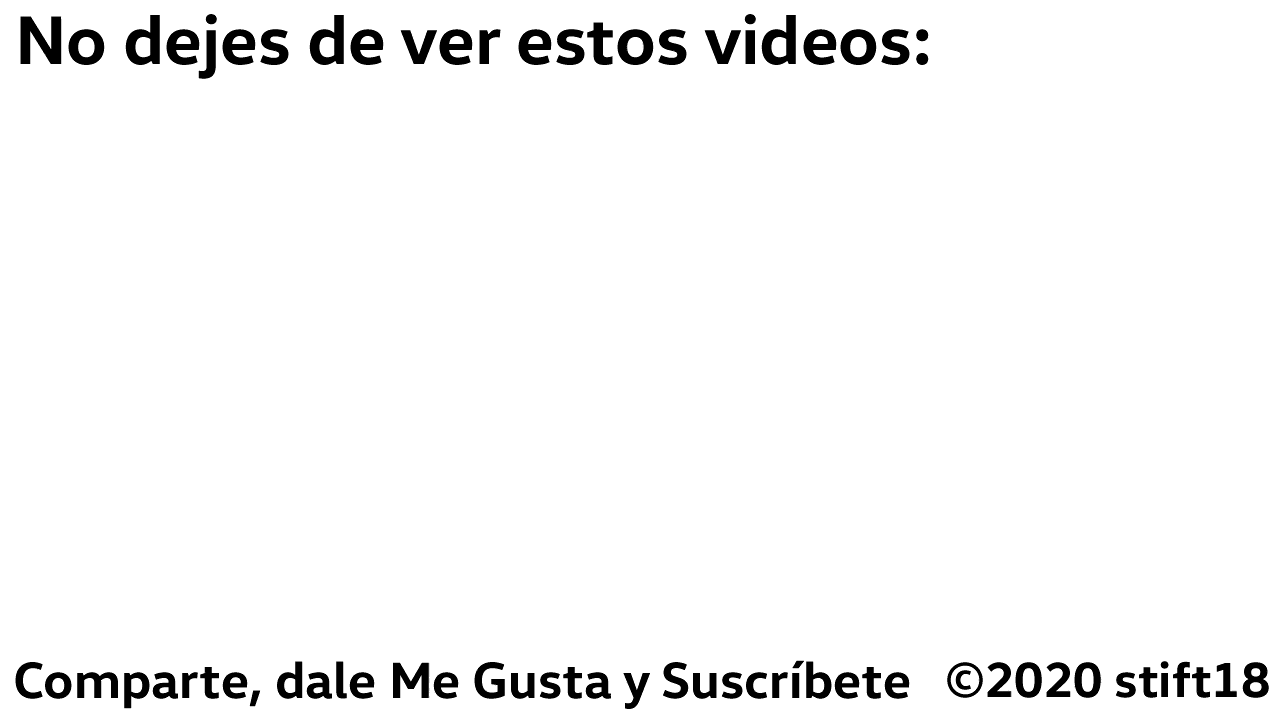 No dejes de ver estos videos:
Comparte, dale Me Gusta y Suscríbete ©2020 stift18